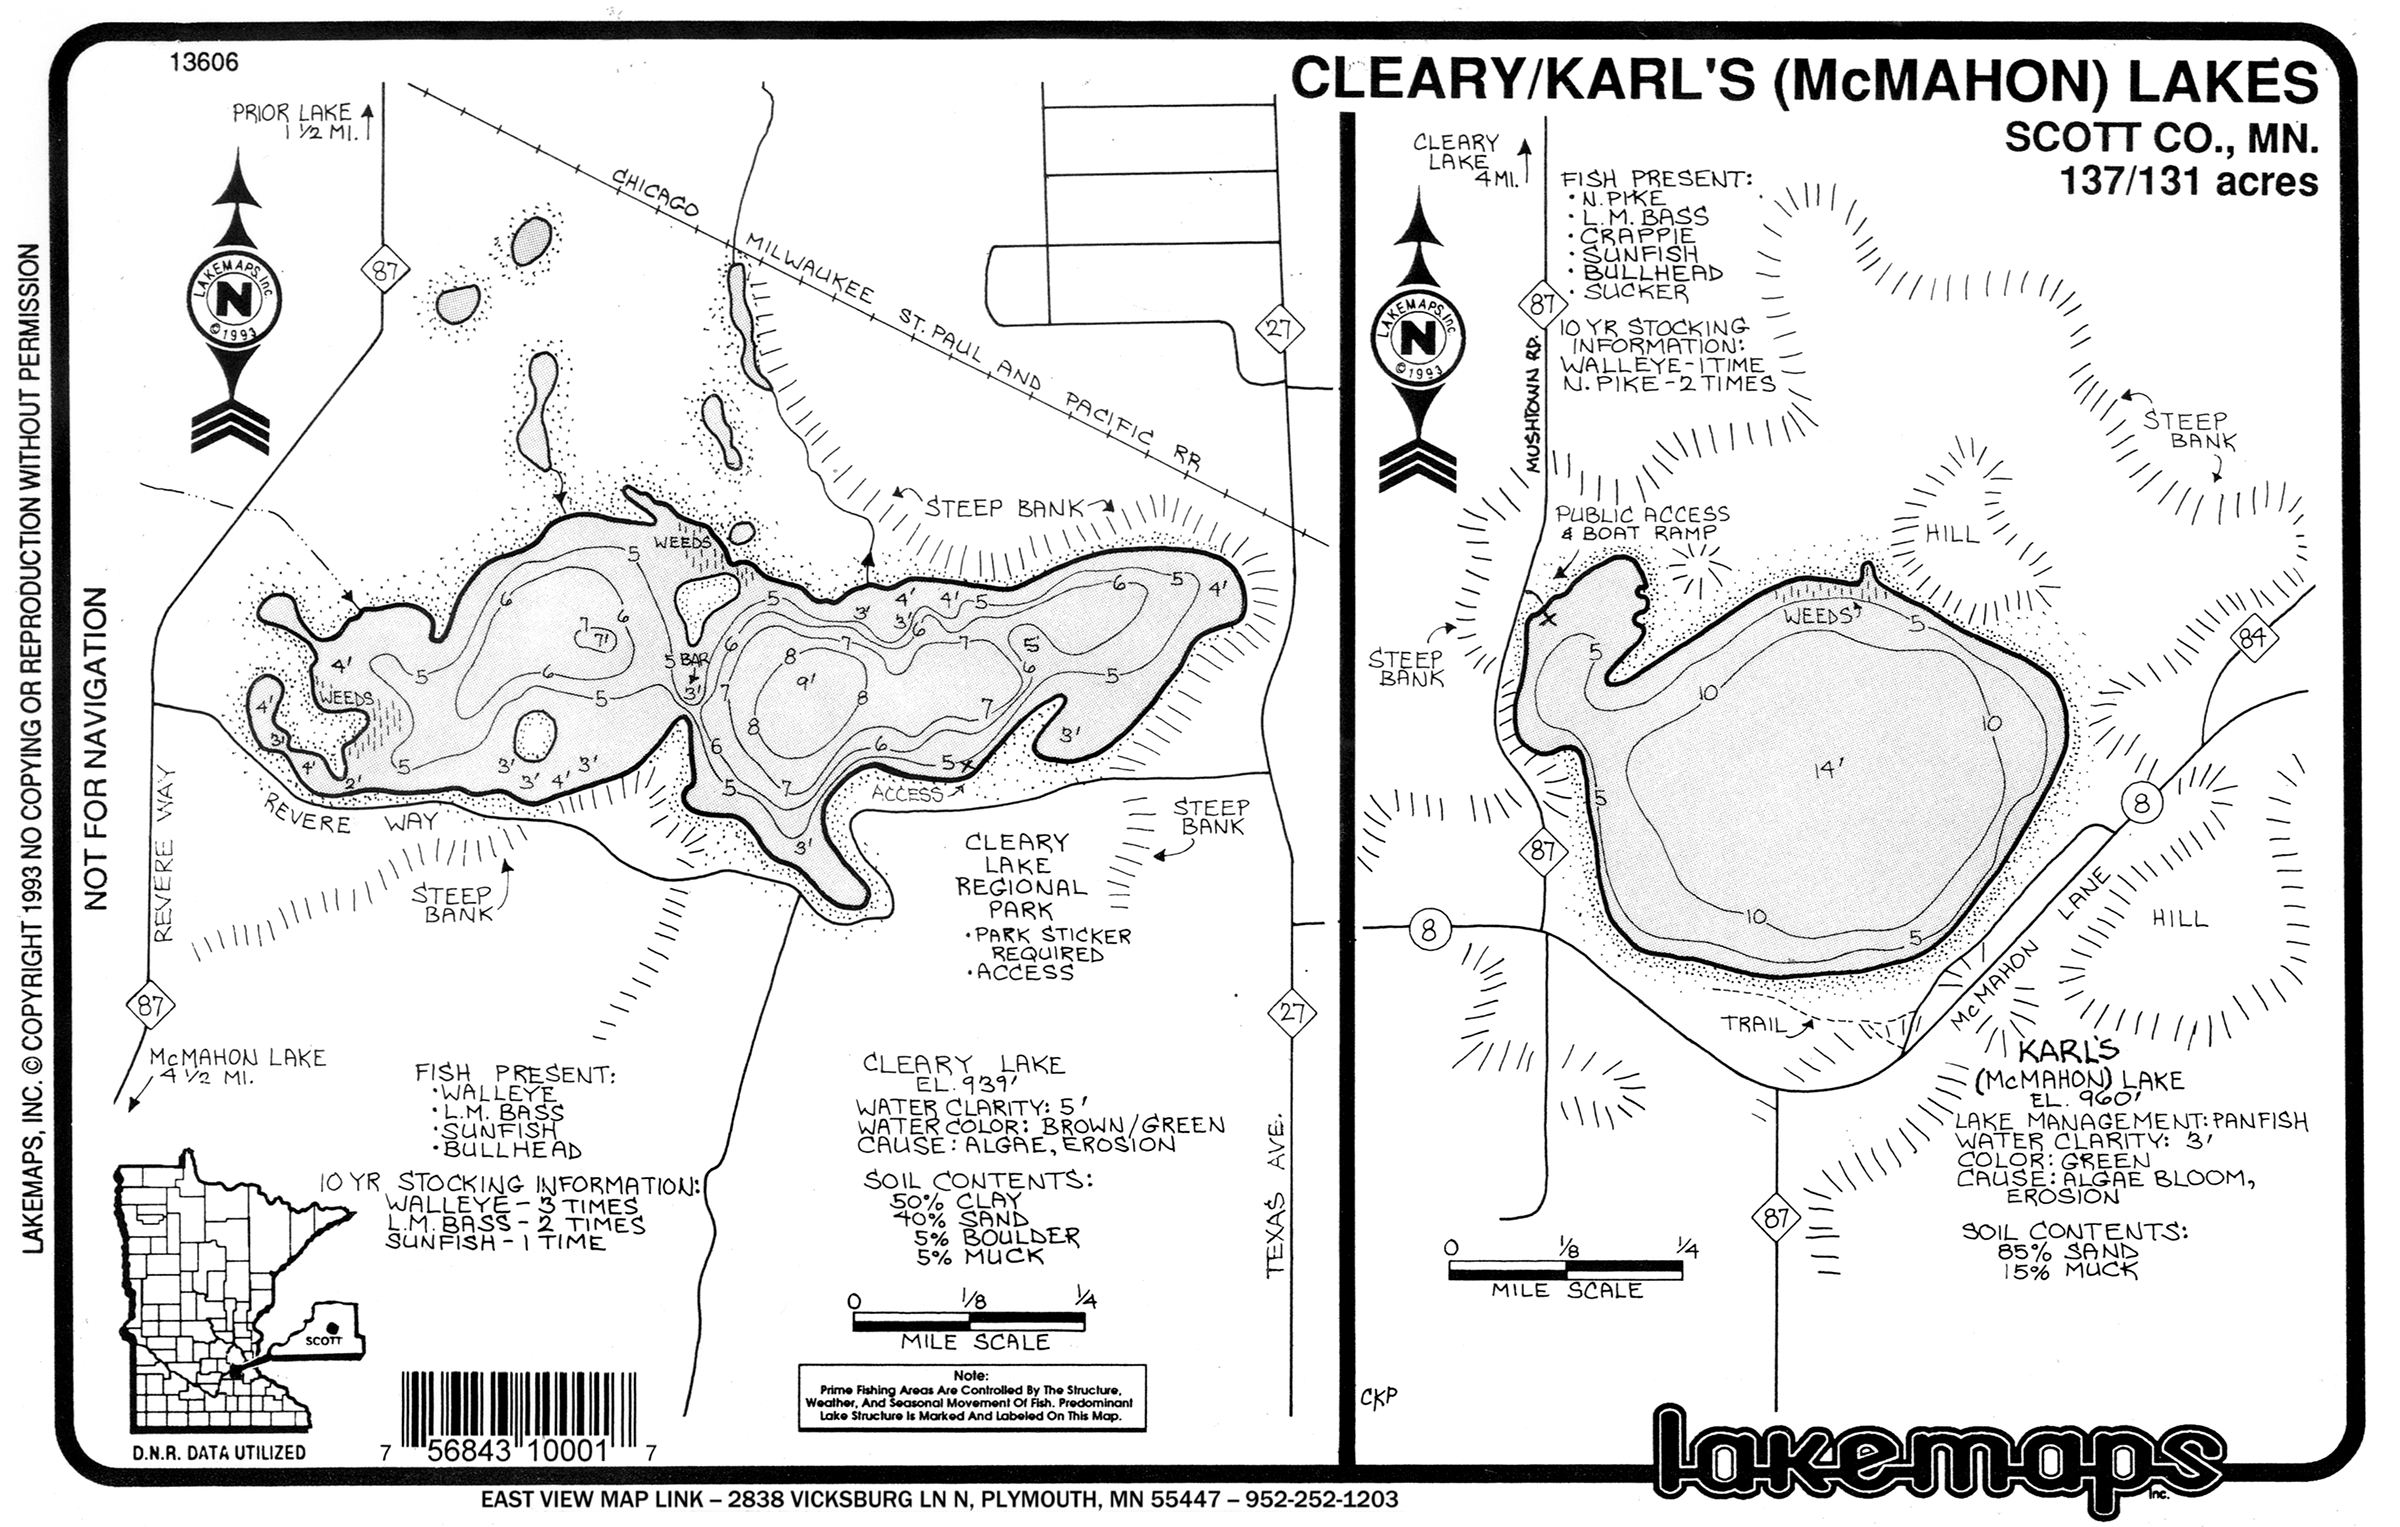 13606
CLEARY/KARL'S (McMAHON) LAKES
SCOTT CO., MN.
137/131 acres
LAKEMAPS, INC. © COPYRIGHT 1993 NO COPYING OR REPRODUCTION WITHOUT PERMISSION
NOT FOR NAVIGATION
PRIOR LAKE
1 1/2 MI.
LAKEMAPS, Inc.
N
©1993
87
CHICAGO MILWAUKEE ST. PAUL AND PACIFIC RR
27
STEEP BANK
WEEDS
5
6
5
4'
6
5
4'
4'
5
3'
3'
6
5
6
6
7
7'
4'
5
6
5
5
BAR
3'
6
7
8
9'
8
8
7
7
5
6
7
5
WEEDS
4'
3'
4'
2'
5
3'
3'
4'
3'
6
5
7
6
5
3'
3'
ACCESS
REVERE WAY
REVERE WAY
STEEP
BANK
STEEP
BANK
CLEARY
LAKE
REGIONAL
PARK
•PARK STICKER
REQUIRED
•ACCESS
87
27
TEXAS AVE.
McMAHON LAKE
4 1/2 MI.
FISH PRESENT:
•WALLEYE
•L.M. BASS
•SUNFISH
•BULLHEAD
10 YR STOCKING INFORMATION:
WALLEYE - 3 TIMES
L.M. BASS - 2 TIMES
SUNFISH - 1 TIME
CLEARY LAKE
EL. 939'
WATER CLARITY: 5'
WATER COLOR: BROWN/GREEN
CAUSE: ALGAE, EROSION
SOIL CONTENTS:
50% CLAY
40% SAND
5% BOULDER
5% MUCK
0 1/8 1/4
MILE SCALE
Note:
Prime Fishing Areas Are Controlled By The Structure,
Weather, And Seasonal Movement Of Fish. Predominant
Lake Structure Is Marked And Labeled On This Map.
SCOTT
D.N.R. DATA UTILIZED
7 56843 10001 7
CLEARY
LAKE
4 MI.
LAKEMAPS, Inc.
N
©1993
87
MUSHTOWN RD.
FISH PRESENT:
• N. PIKE
• L.M. BASS
• CRAPPIE
• SUNFISH
• BULLHEAD
• SUCKER
10 YR STOCKING
INFORMATION:
WALLEYE - 1 TIME
N. PIKE - 2 TIMES
STEEP
BANK
PUBLIC ACCESS
& BOAT RAMP
HILL
STEEP
BANK
WEEDS
5
5
10
10
14'
5
10
5
84
8
87
8
McMAHON LANE
HILL
TRAIL
87
KARL'S
(McMAHON) LAKE
EL. 960'
LAKE MANAGEMENT: PANFISH
WATER CLARITY: 3'
COLOR: GREEN
CAUSE: ALGAE BLOOM,
EROSION
SOIL CONTENTS:
85% SAND
15% MUCK
0 1/8 1/4
MILE SCALE
CKP
lakemaps Inc.
EAST VIEW MAP LINK – 2838 VICKSBURG LN N, PLYMOUTH, MN 55447 – 952-252-1203